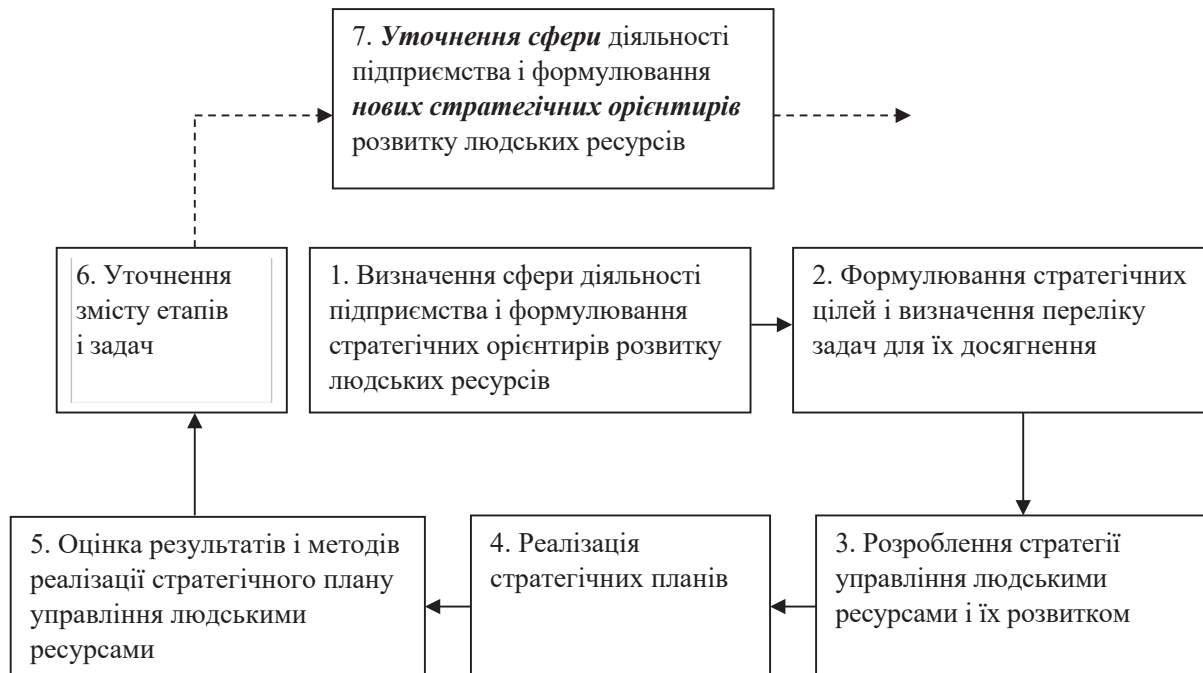 7. Уточнення сфери діяльності
підприємства і формулювання
нових стратегічних орієнтирів
розвитку людських ресурсів
6. Уточнення
змісту етапів
і задач
1. Визначення сфери діяльності
підприємства і формулювання
стратегічних орієнтирів розвитку
людських ресурсів
2. Формулювання стратегічних
цілей і визначення переліку
задач для їх досягнення
5. Оцінка результатів і методів
реалізації стратегічного плану
управління людськими
ресурсами
4. Реалізація
стратегічних планів
3. Розроблення стратегії
управління людськими
ресурсами і їх розвитком